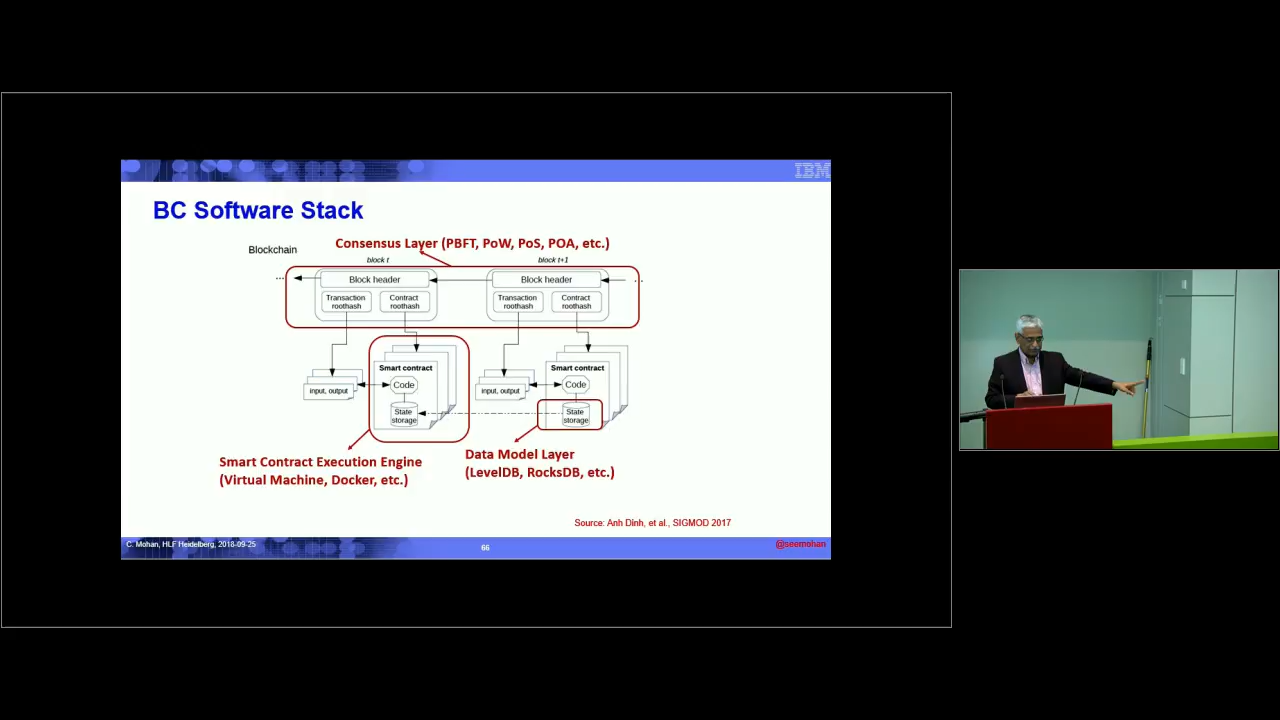 IBM
BC Software Stack
Blockchain
Consensus Layer (PBFT, PoW, PoS, POA, etc.)
block t
block t+1
Block header
Block header
Transaction
roothash
Contract
roothash
Transaction
roothash
Contract
roothash
Smart contract
Code
State
storage
input, output
Smart contract
Code
State
storage
input, output
Smart Contract Execution Engine
(Virtual Machine, Docker, etc.)
Data Model Layer
(LevelDB, RocksDB, etc.)
Source: Anh Dinh, et al., SIGMOD 2017
C. Mohan, HLF Heidelberg, 2018-09-25
66
@seemohan